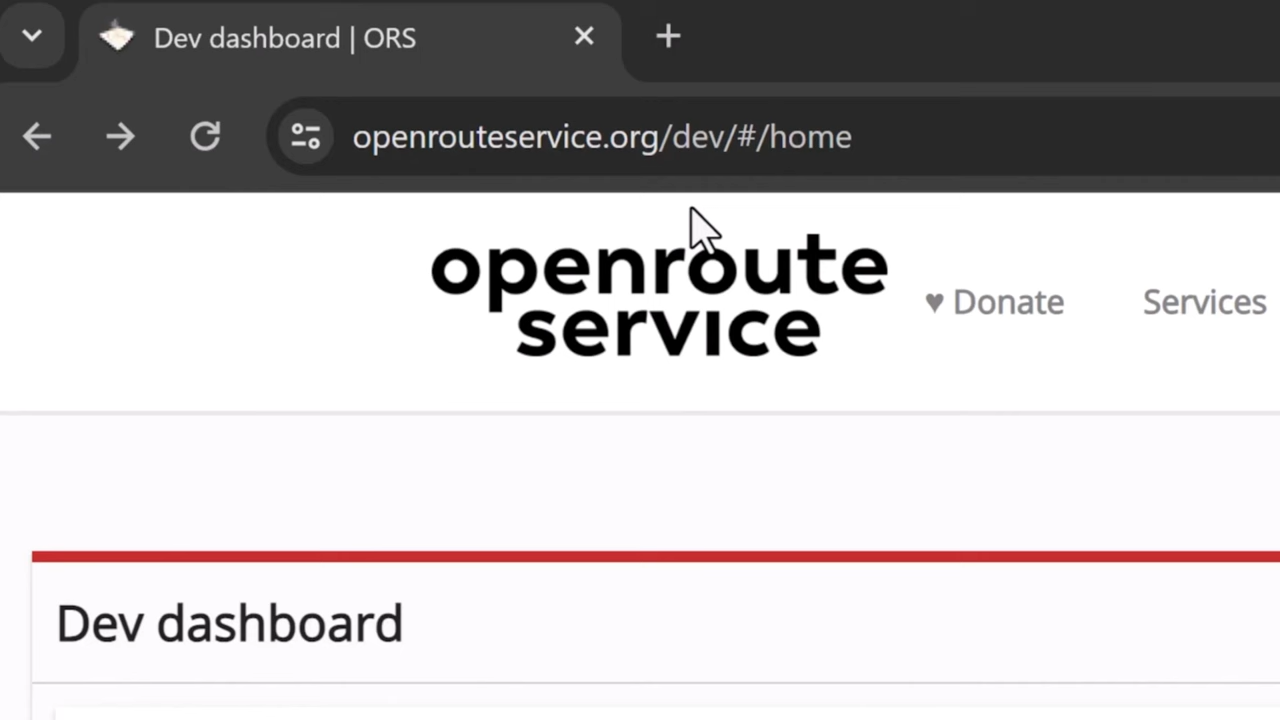 Dev dashboard | ORS
openrouteservice.org/dev/#/home
openroute
service
♥ Donate
Services
Dev dashboard